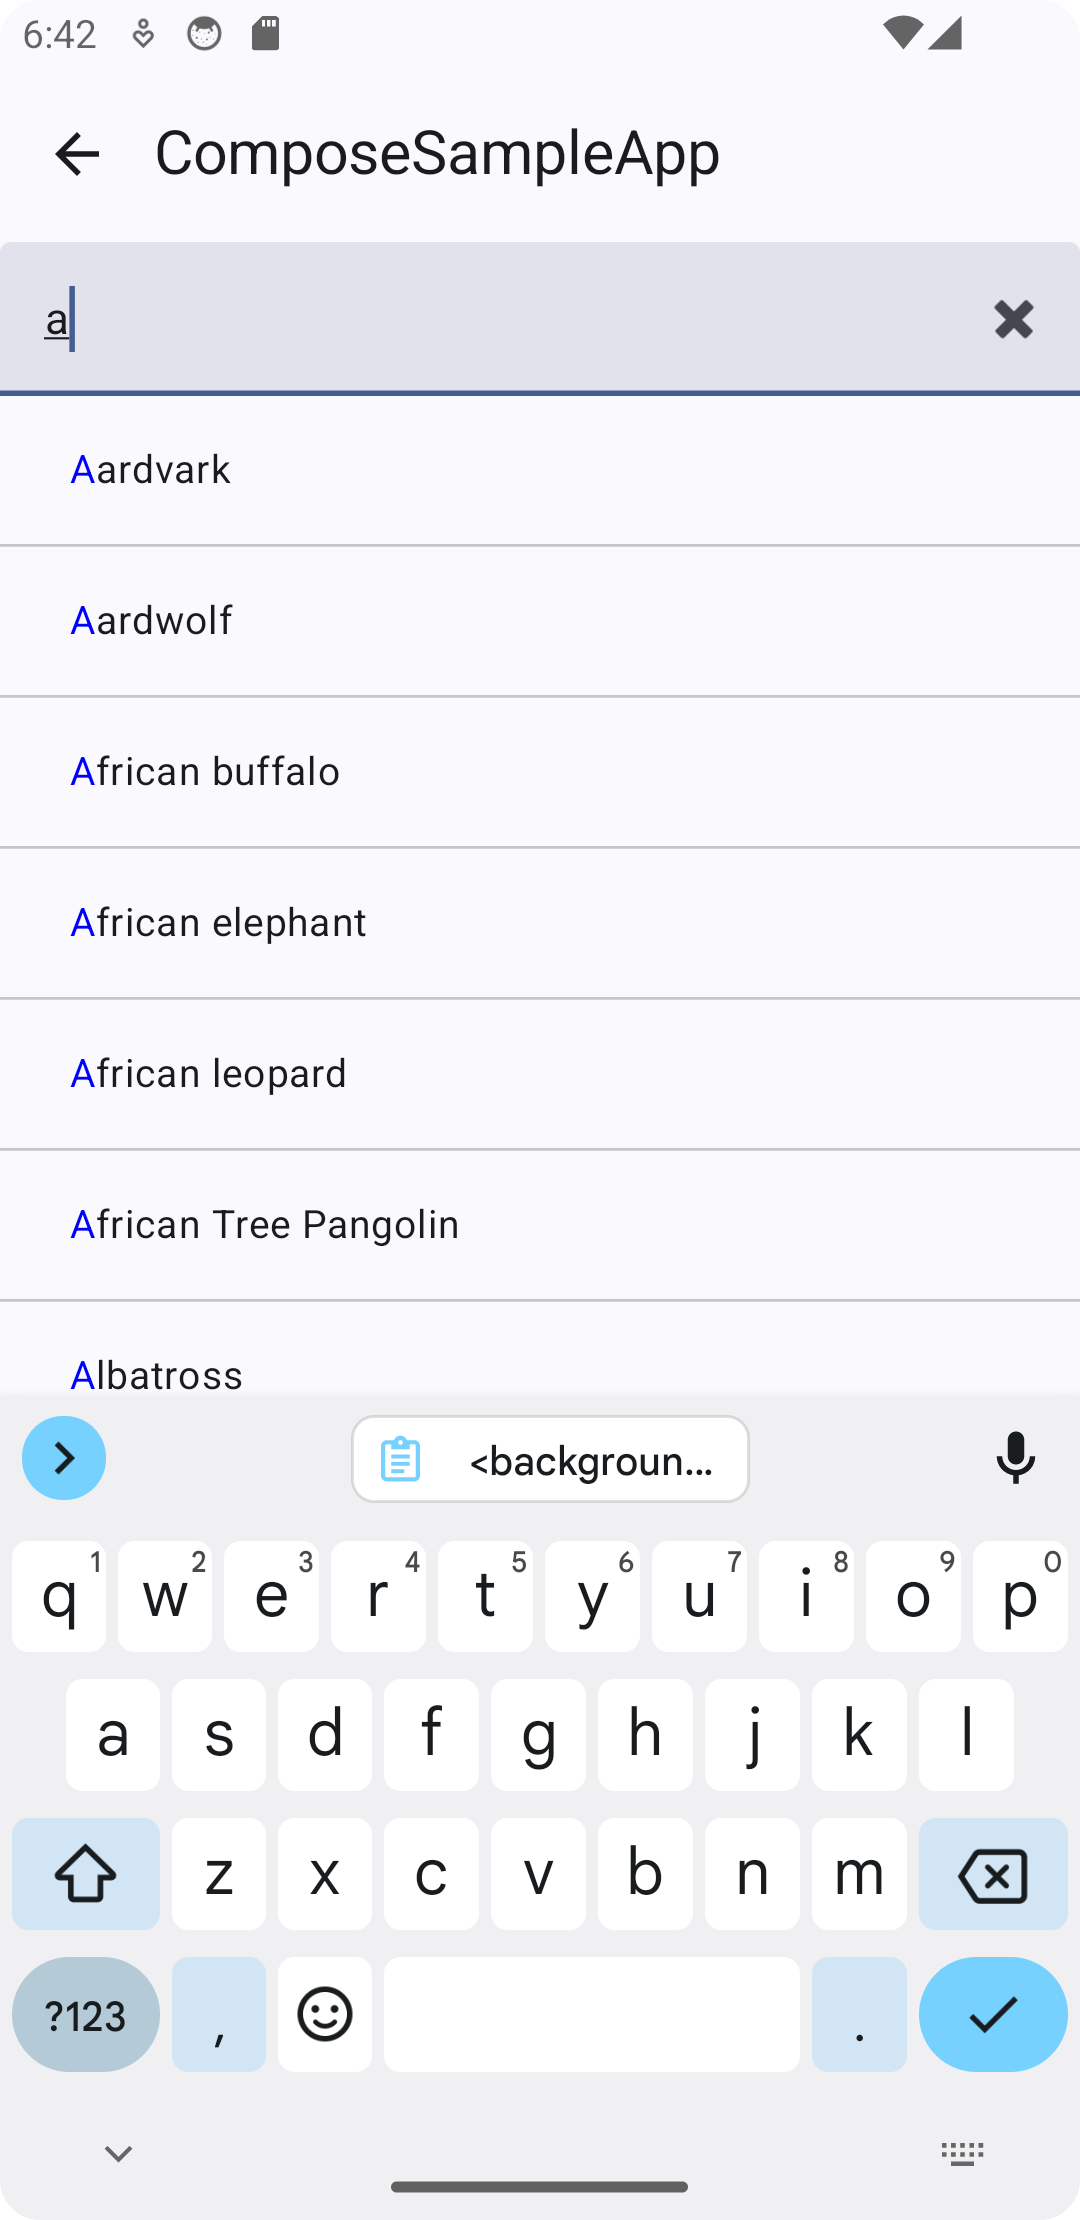 6:42
ComposeSampleApp
a
Aardvark
Aardwolf
African buffalo
African elephant
African leopard
African Tree Pangolin
Albatross
<backgroun...
1 2 3 4 5 6 7 8 9 0
q w e r t y u i o p
a s d f g h j k l
z x c v b n m
?123 , .